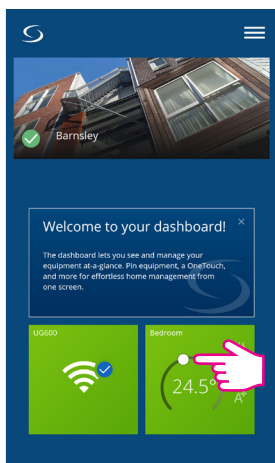 Barnsley
Welcome to your dashboard! ×
The dashboard lets you see and manage your
equipment at-a-glance. Pin equipment, a OneTouch,
and more for effortless home management from
one screen.
UG600
Bedroom
24.5°
A